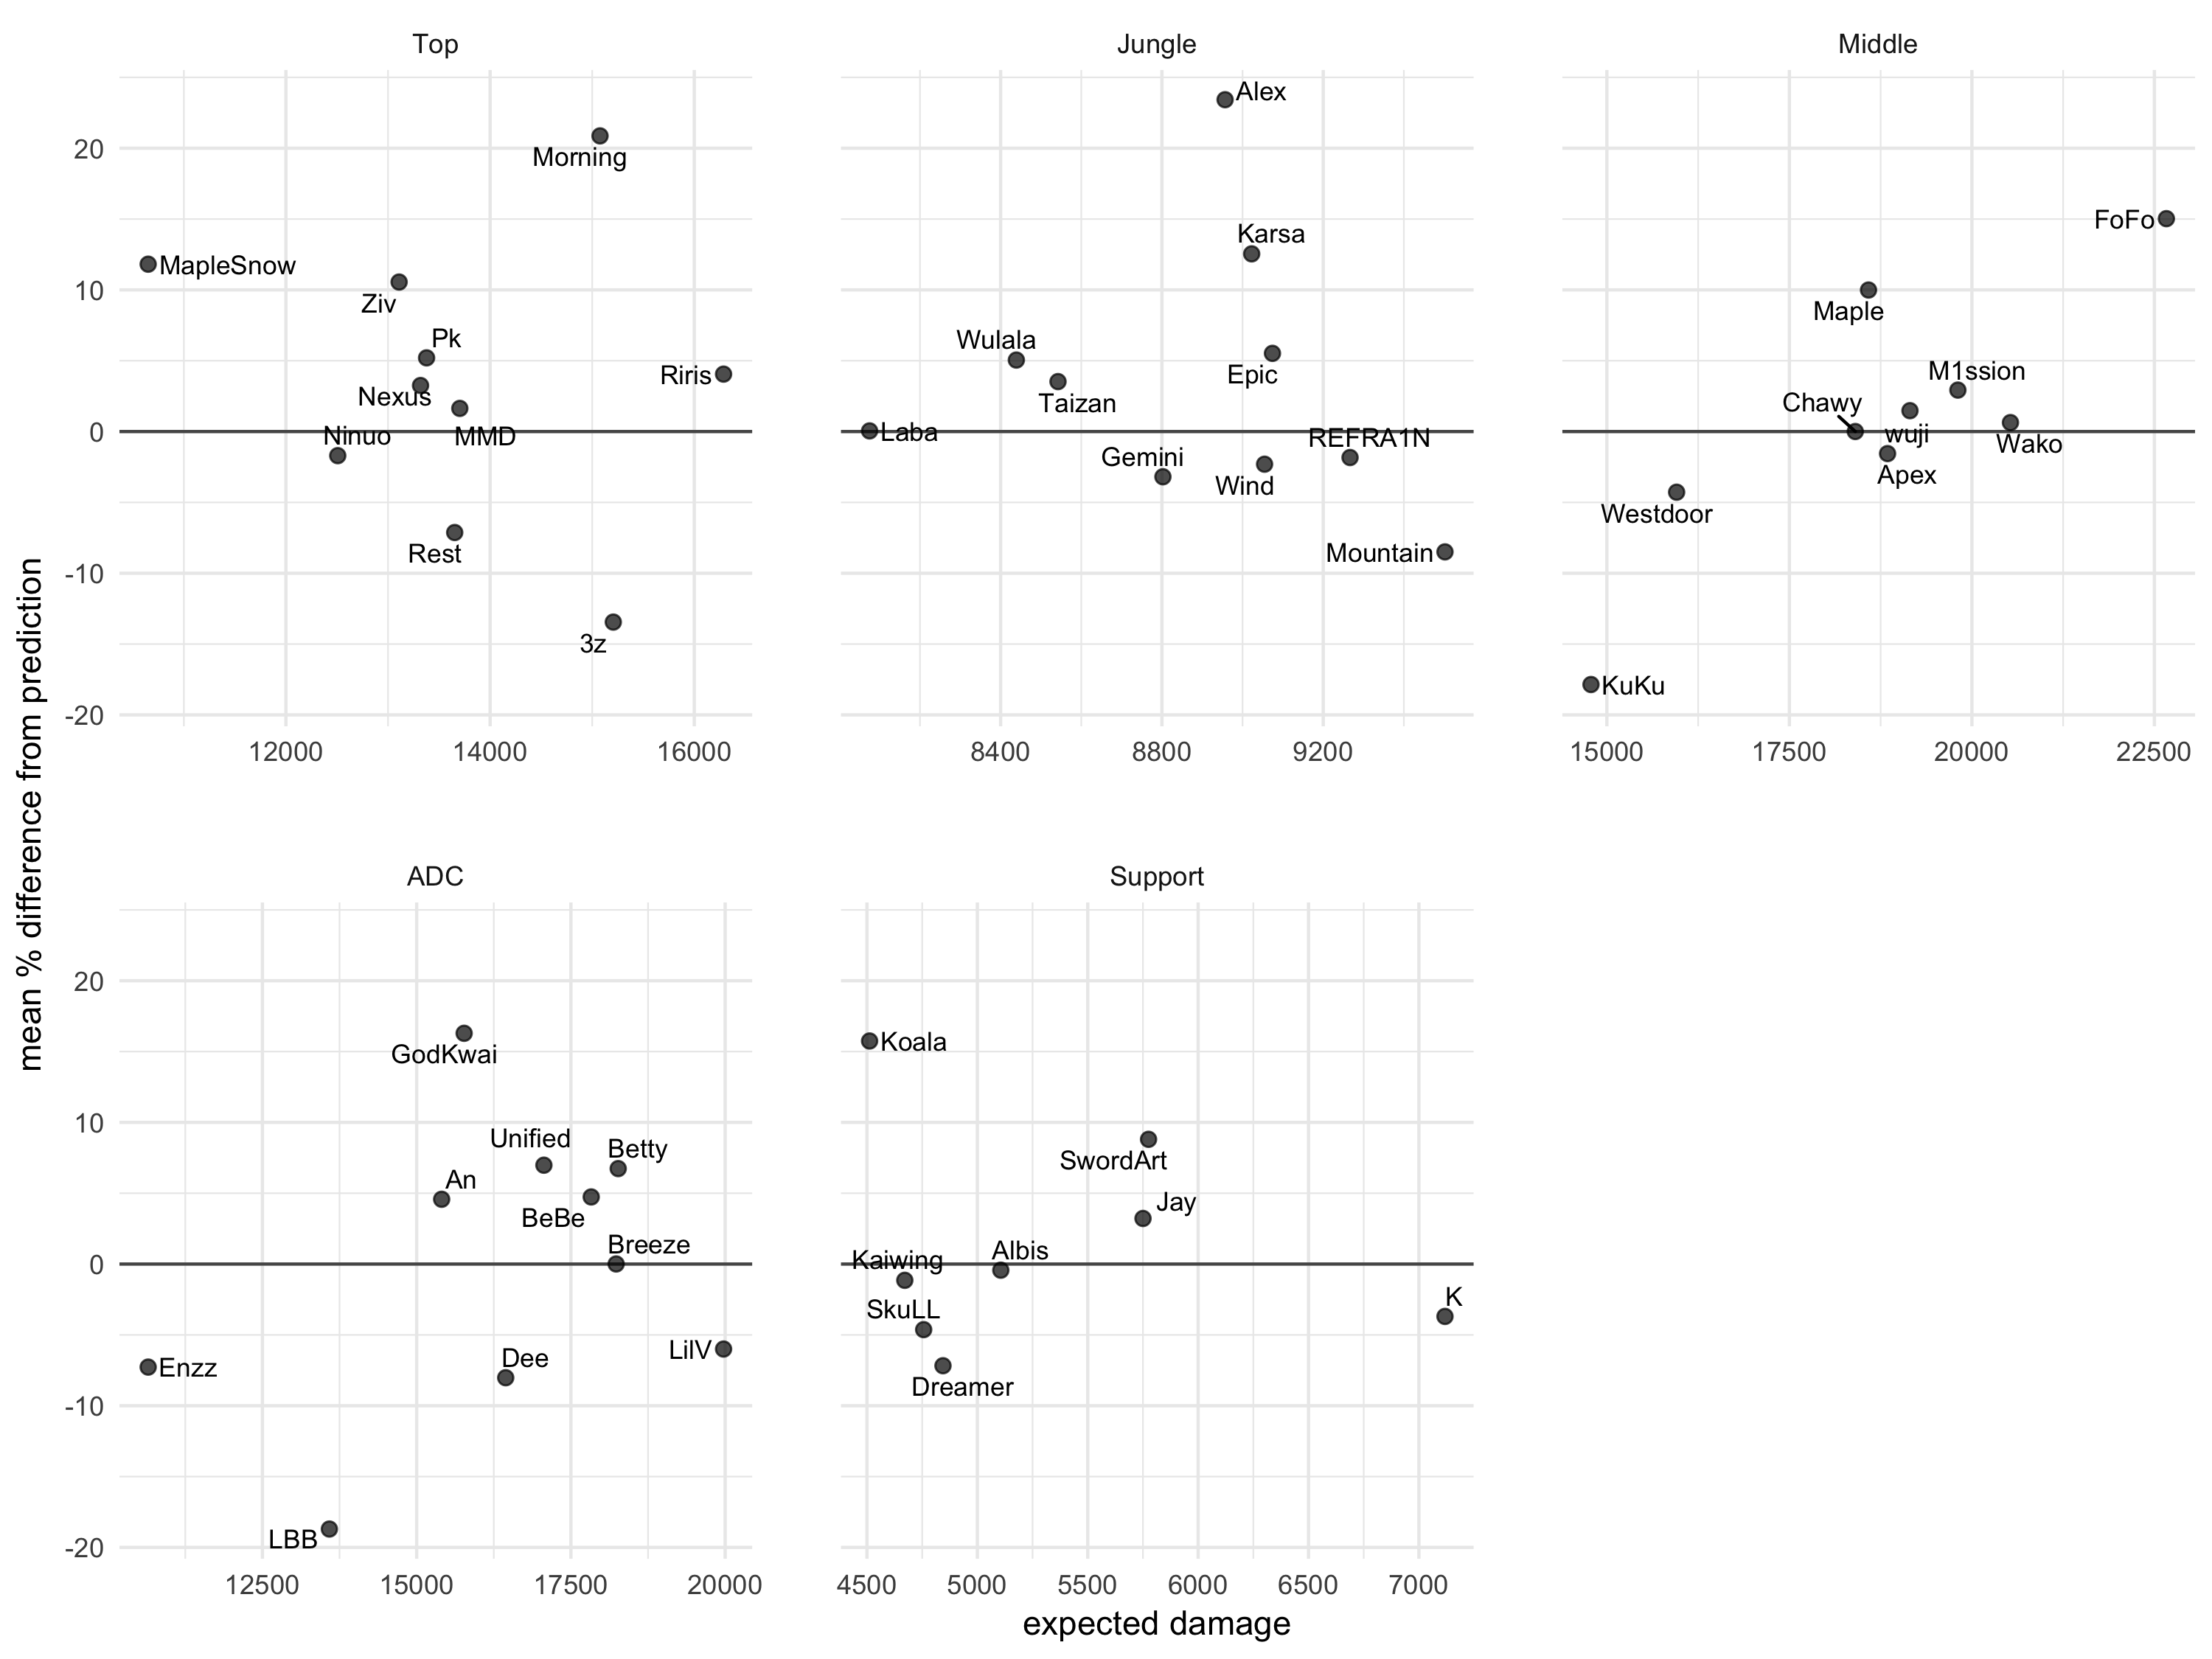 Top
Jungle
Middle
mean % difference from prediction
20
10
0
-10
-20
Morning
MapleSnow
Ziv
Pk
Riris
Nexus
Ninuo
MMD
Rest
3z
12000
14000
16000
Alex
Karsa
Wulala
Epic
Taizan
Laba
REFRA1N
Gemini
Wind
Mountain
8400
8800
9200
FoFo
Maple
M1ssion
Chawy
wuji
Wako
Apex
Westdoor
KuKu
15000
17500
20000
22500
ADC
Support
20
10
0
-10
-20
GodKwai
Unified
Betty
An
BeBe
Breeze
LilV
Dee
Enzz
LBB
12500
15000
17500
20000
Koala
SwordArt
Jay
Albis
Kaiwing
K
SkuLL
Dreamer
4500
5000
5500
6000
6500
7000
expected damage